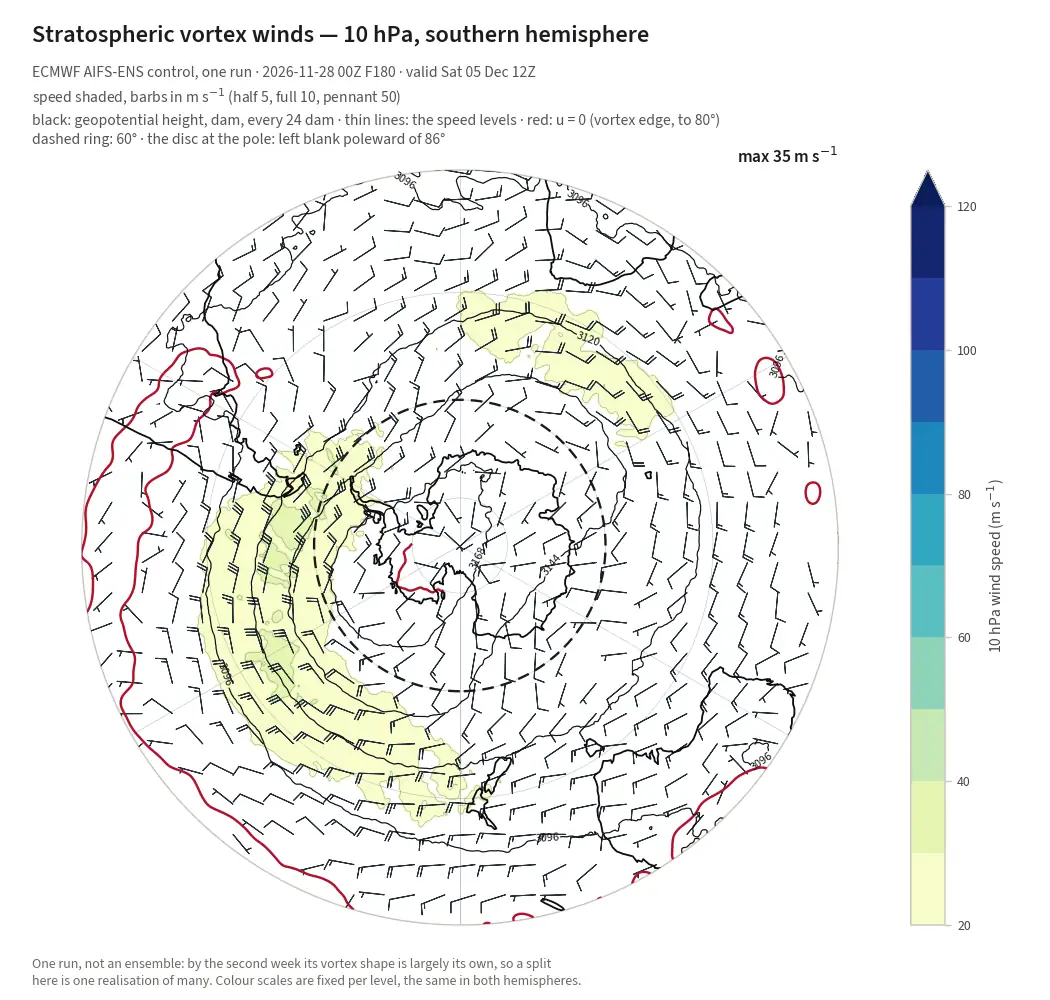 Stratospheric vortex winds — 10 hPa, southern hemisphere
ECMWF AIFS-ENS control, one run · 2026-11-28 00Z F180 · valid Sat 05 Dec 12Z
speed shaded, barbs in m s⁻¹ (half 5, full 10, pennant 50)
black: geopotential height, dam, every 24 dam · thin lines: the speed levels · red: u = 0 (vortex edge, to 80°)
dashed ring: 60° · the disc at the pole: left blank poleward of 86°
max 35 m s⁻¹
3096
3096
3120
3096
3168
3144
3096
3096
3096
120
100
80
60
40
20
10 hPa wind speed (m s⁻¹)
One run, not an ensemble: by the second week its vortex shape is largely its own, so a split
here is one realisation of many. Colour scales are fixed per level, the same in both hemispheres.